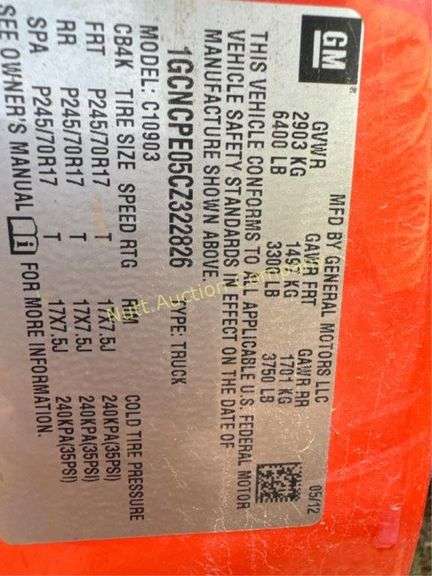 GM
MFD BY GENERAL MOTORS LLC 05/12
GVWR GAWR FRT GAWR RR
2903 KG 1497 KG 1701 KG
6400 LB 3300 LB 3750 LB
THIS VEHICLE CONFORMS TO ALL APPLICABLE U.S. FEDERAL MOTOR
VEHICLE SAFETY STANDARDS IN EFFECT ON THE DATE OF
MANUFACTURE SHOWN ABOVE.
1GCNCPE05CZ322826 TYPE: TRUCK
MODEL: C10903
CB4K TIRE SIZE SPEED RTG RIM COLD TIRE PRESSURE
FRT P245/70R17 T 17X7.5J 240KPA(35PSI)
RR P245/70R17 T 17X7.5J 240KPA(35PSI)
SPA P245/70R17 T 17X7.5J 240KPA(35PSI)
SEE OWNER'S MANUAL FOR MORE INFORMATION.
Nutt Auction